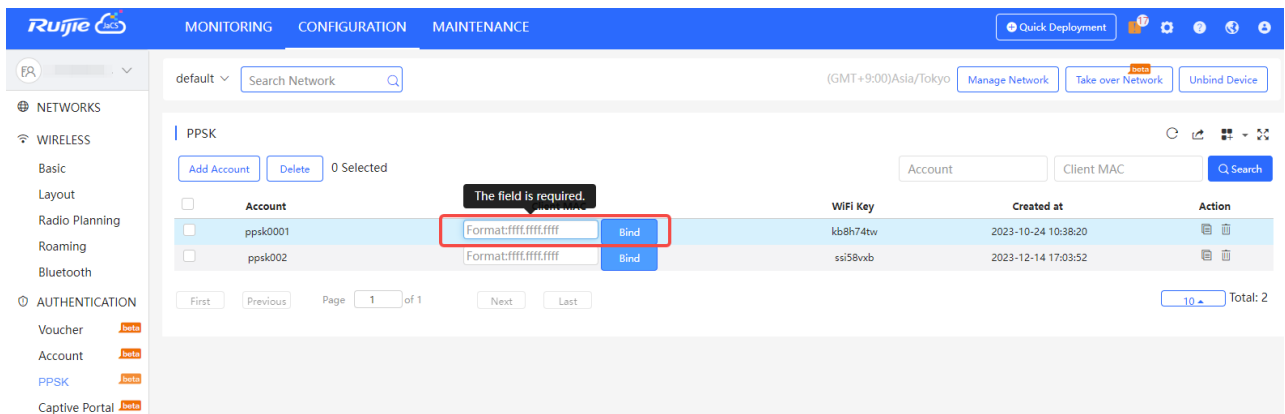 Ruijie JaCS MONITORING CONFIGURATION MAINTENANCE Quick Deployment 17
default Search Network (GMT+9:00)Asia/Tokyo Manage Network Take over Network beta Unbind Device
NETWORKS
WIRELESS
Basic
Layout
Radio Planning
Roaming
Bluetooth
AUTHENTICATION
Voucher beta
Account beta
PPSK beta
Captive Portal beta
PPSK
Add Account Delete 0 Selected Account Client MAC Search
The field is required.
Account Client MAC WiFi Key Created at Action
ppsk0001 Format:ffff.ffff.ffff Bind kb8h74tw 2023-10-24 10:38:20
ppsk002 Format:ffff.ffff.ffff Bind ssi58vxb 2023-12-14 17:03:52
First Previous Page 1 of 1 Next Last 10 Total: 2